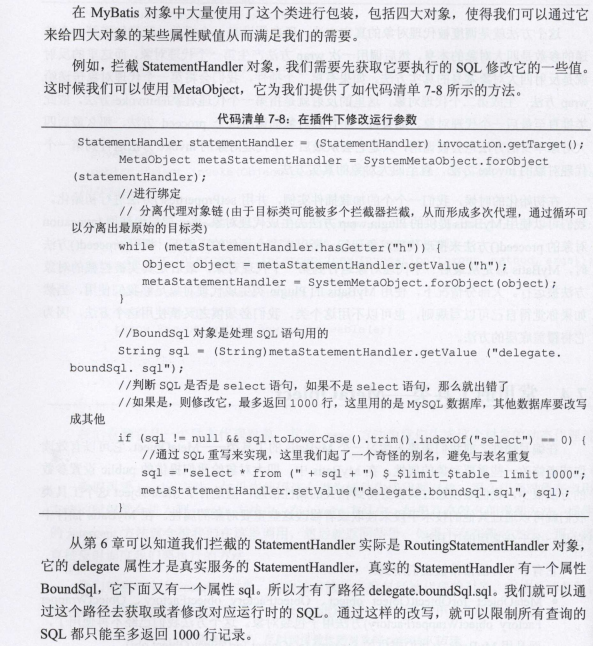 在 MyBatis 对象中大量使用了这个类进行包装，包括四大对象，使得我们可以通过它
来给四大对象的某些属性赋值从而满足我们的需要。
例如，拦截 StatementHandler 对象，我们需要先获取它要执行的 SQL 修改它的一些值。
这时候我们可以使用 MetaObject，它为我们提供了如代码清单 7-8 所示的方法。
代码清单 7-8：在插件下修改运行参数
StatementHandler statementHandler = (StatementHandler) invocation.getTarget();
MetaObject metaStatementHandler = SystemMetaObject.forObject
(statementHandler);
//进行绑定
// 分离代理对象链(由于目标类可能被多个拦截器拦截，从而形成多次代理，通过循环可
以分离出最原始的目标类)
while (metaStatementHandler.hasGetter("h")) {
Object object = metaStatementHandler.getValue("h");
metaStatementHandler = SystemMetaObject.forObject(object);
}
//BoundSql 对象是处理 SQL 语句用的
String sql = (String)metaStatementHandler.getValue ("delegate.
boundSql. sql");
//判断 SQL 是否是 select 语句，如果不是 select 语句，那么就出错了
//如果是，则修改它，最多返回 1000 行，这里用的是 MySQL 数据库，其他数据库要改写
成其他
if (sql != null && sql.toLowerCase().trim().indexOf("select") == 0) {
//通过 SQL 重写来实现，这里我们起了一个奇怪的别名，避免与表名重复
sql = "select * from (" + sql + ") $_$limit_$table_ limit 1000";
metaStatementHandler.setValue("delegate.boundSql.sql", sql);
}
从第 6 章可以知道我们拦截的 StatementHandler 实际是 RoutingStatementHandler 对象，
它的 delegate 属性才是真实服务的 StatementHandler，真实的 StatementHandler 有一个属性
BoundSql，它下面又有一个属性 sql。所以才有了路径 delegate.boundSql.sql。我们就可以通
过这个路径去获取或者修改对应运行时的 SQL。通过这样的改写，就可以限制所有查询的
SQL 都只能至多返回 1000 行记录。